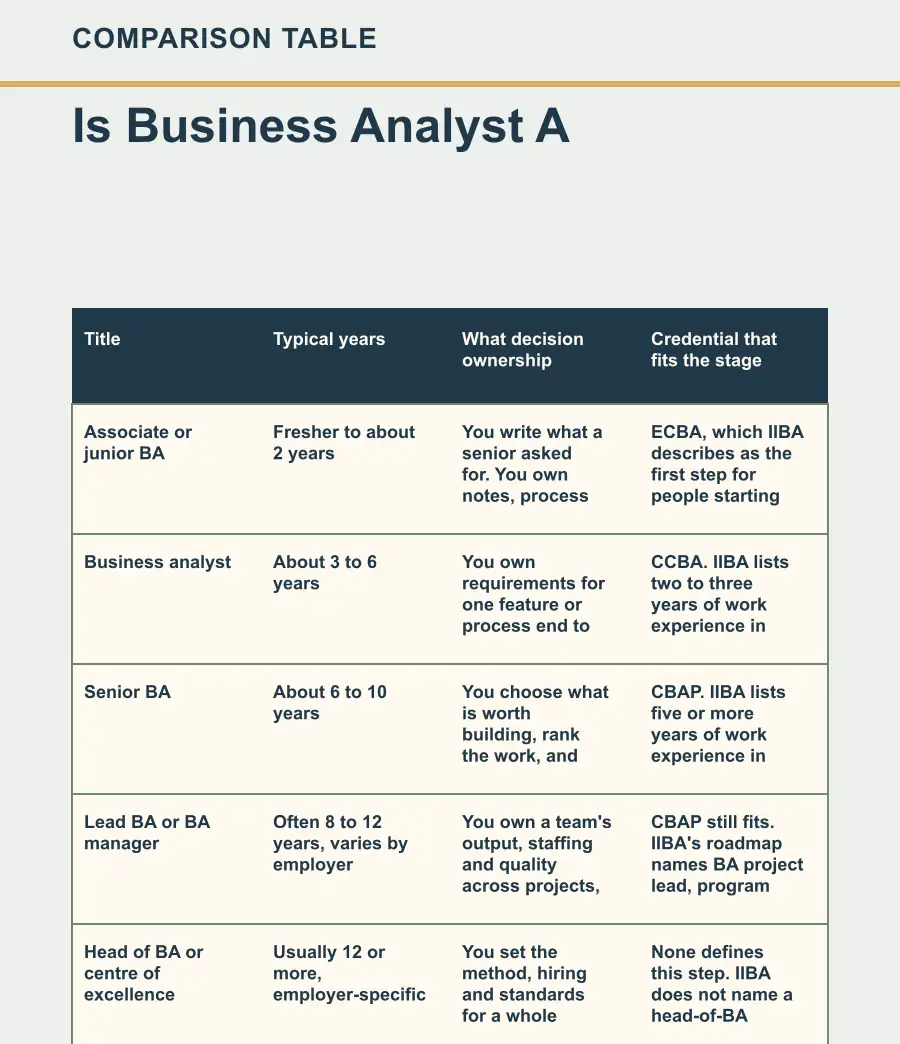 COMPARISON TABLE
Is Business Analyst A
Title
Typical years
What decision
ownership
Credential that
fits the stage
Associate or
junior BA
Fresher to about
2 years
You write what a
senior asked
for. You own
notes, process
ECBA, which IIBA
describes as the
first step for
people starting
Business analyst
About 3 to 6
years
You own
requirements for
one feature or
process end to
CCBA. IIBA lists
two to three
years of work
experience in
Senior BA
About 6 to 10
years
You choose what
is worth
building, rank
the work, and
CBAP. IIBA lists
five or more
years of work
experience in
Lead BA or BA
manager
Often 8 to 12
years, varies by
employer
You own a team's
output, staffing
and quality
across projects,
CBAP still fits.
IIBA's roadmap
names BA project
lead, program
Head of BA or
centre of
excellence
Usually 12 or
more,
employer-specific
You set the
method, hiring
and standards
for a whole
None defines
this step. IIBA
does not name a
head-of-BA